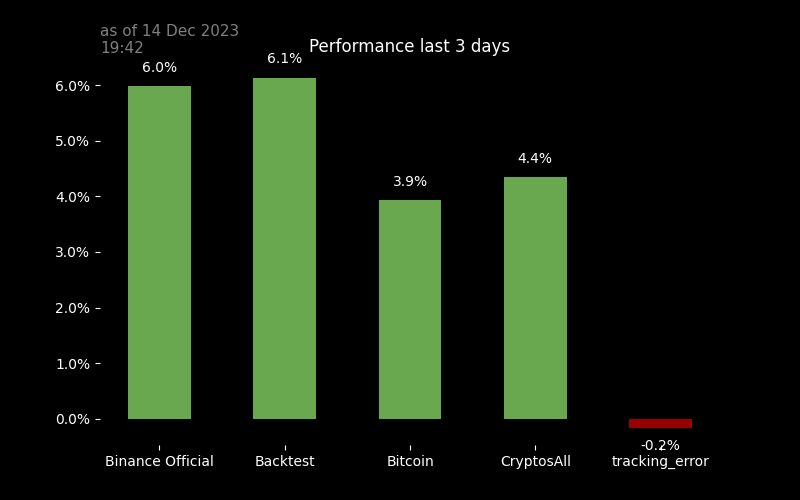 as of 14 Dec 2023
19:42
Performance last 3 days
6.0%
6.1%
3.9%
4.4%
-0.2%
6.0%
5.0%
4.0%
3.0%
2.0%
1.0%
0.0%
Binance Official
Backtest
Bitcoin
CryptosAll
tracking_error